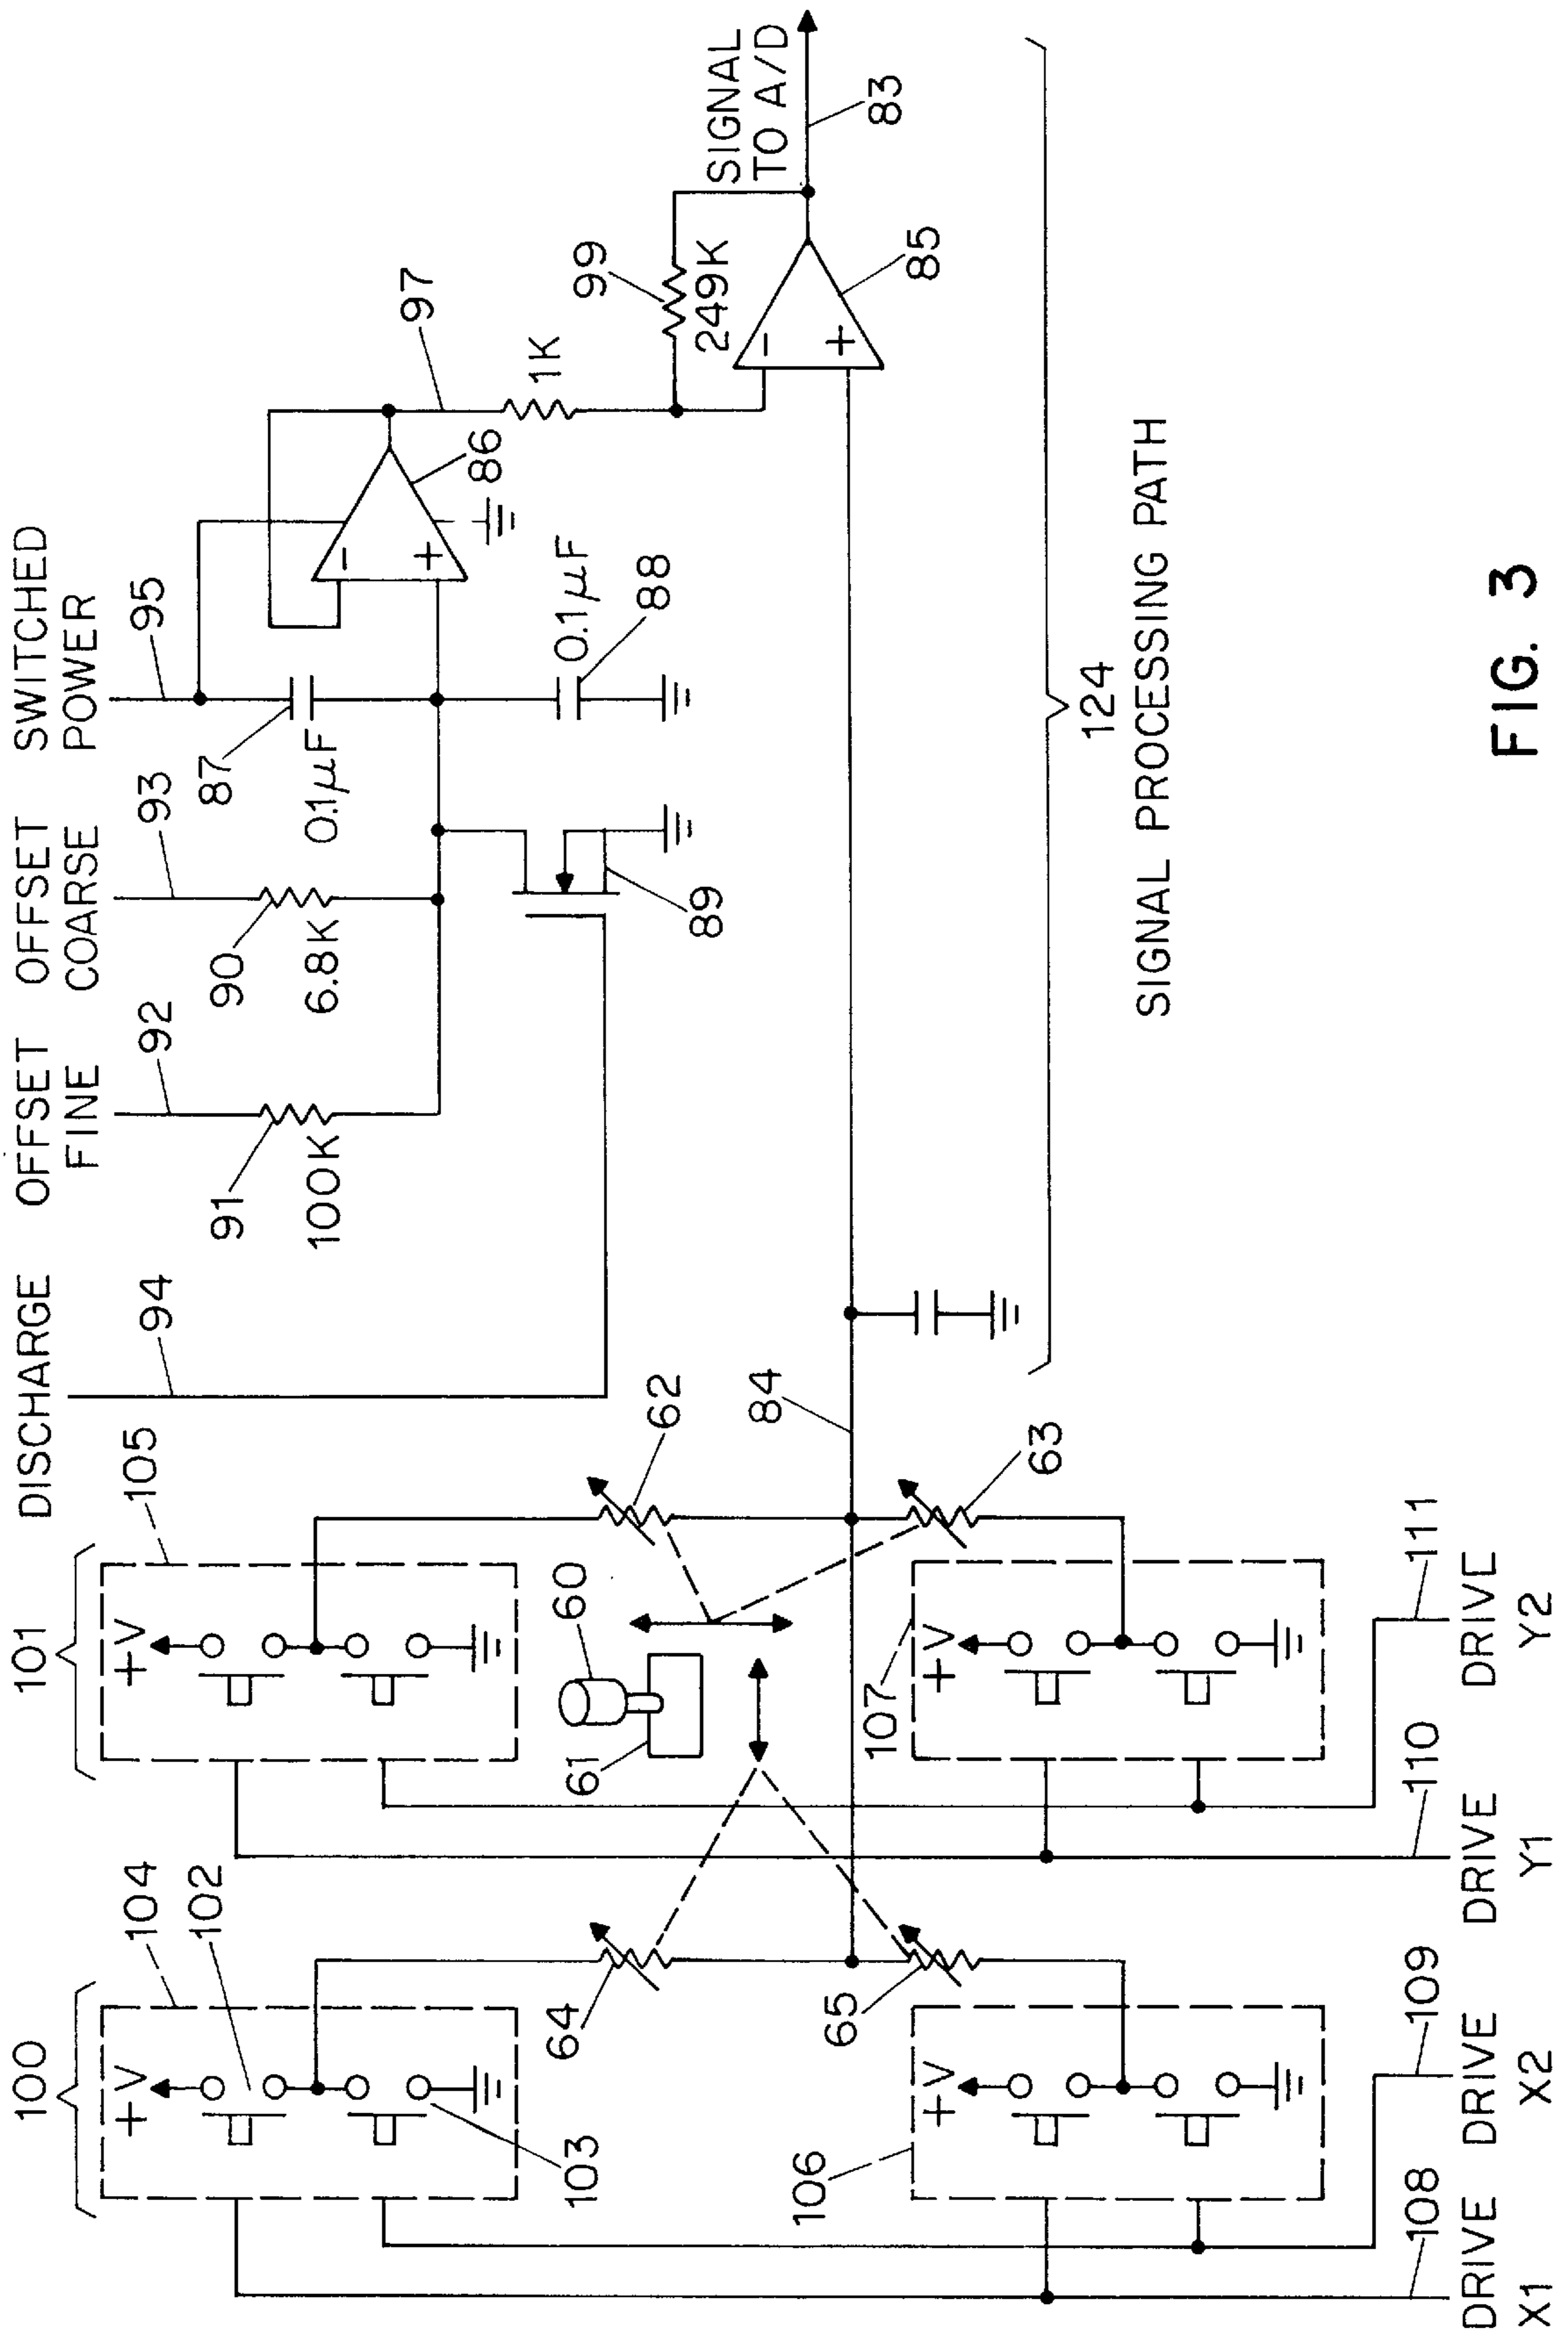 DISCHARGE
OFFSET
FINE
OFFSET
COARSE
SWITCHED
POWER
94
92
93
95
91
100K
90
6.8K
87
0.1µF
89
0.1µF
88
−
+
86
97
1K
99
249K
−
+
85
SIGNAL
TO A/D
83
84
124
SIGNAL PROCESSING PATH
100
104
102
+V
103
101
105
+V
64
65
62
63
60
61
106
+V
107
+V
108
109
110
111
DRIVE
X1
DRIVE
X2
DRIVE
Y1
DRIVE
Y2
FIG. 3